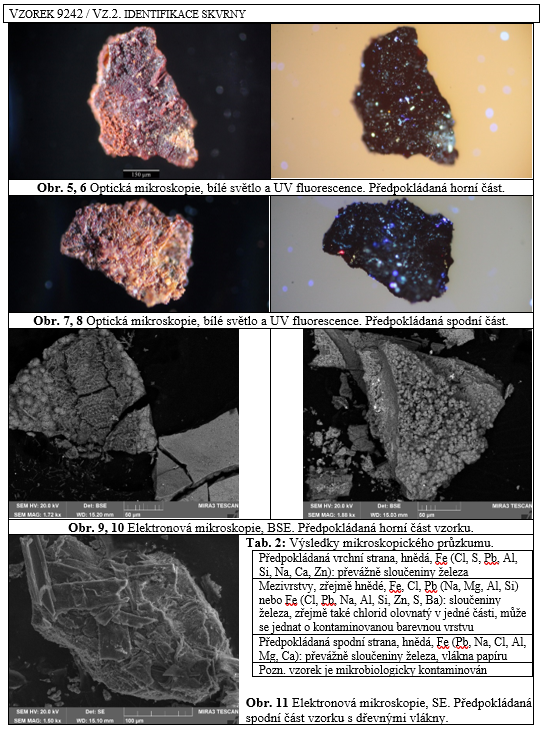 VZOREK 9242 / VZ.2. IDENTIFIKACE SKVRNY
150 µm
Obr. 5, 6 Optická mikroskopie, bílé světlo a UV fluorescence. Předpokládaná horní část.
Obr. 7, 8 Optická mikroskopie, bílé světlo a UV fluorescence. Předpokládaná spodní část.
SEM HV: 20.0 kV Det: BSE MIRA3 TESCAN
SEM MAG: 1.72 kx WD: 15.20 mm 50 µm
SEM HV: 20.0 kV Det: BSE MIRA3 TESCAN
SEM MAG: 1.88 kx WD: 15.03 mm 50 µm
Obr. 9, 10 Elektronová mikroskopie, BSE. Předpokládaná horní část vzorku.
SEM HV: 20.0 kV Det: SE MIRA3 TESCAN
SEM MAG: 1.50 kx WD: 15.10 mm 100 µm
Tab. 2: Výsledky mikroskopického průzkumu.
Předpokládaná vrchní strana, hnědá, Fe (Cl, S, Pb, Al,
Si, Na, Ca, Zn): převážně sloučeniny železa
Mezivrstvy, zřejmě hnědé, Fe, Cl, Pb (Na, Mg, Al, Si)
nebo Fe (Cl, Pb, Na, Al, Si, Zn, S, Ba): sloučeniny
železa, zřejmě také chlorid olovnatý v jedné části, může
se jednat o kontaminovanou barevnou vrstvu
Předpokládaná spodní strana, hnědá, Fe (Pb, Na, Cl, Al,
Mg, Ca): převážně sloučeniny železa, vlákna papíru
Pozn. vzorek je mikrobiologicky kontaminován
Obr. 11 Elektronová mikroskopie, SE. Předpokládaná
spodní část vzorku s dřevnými vlákny.